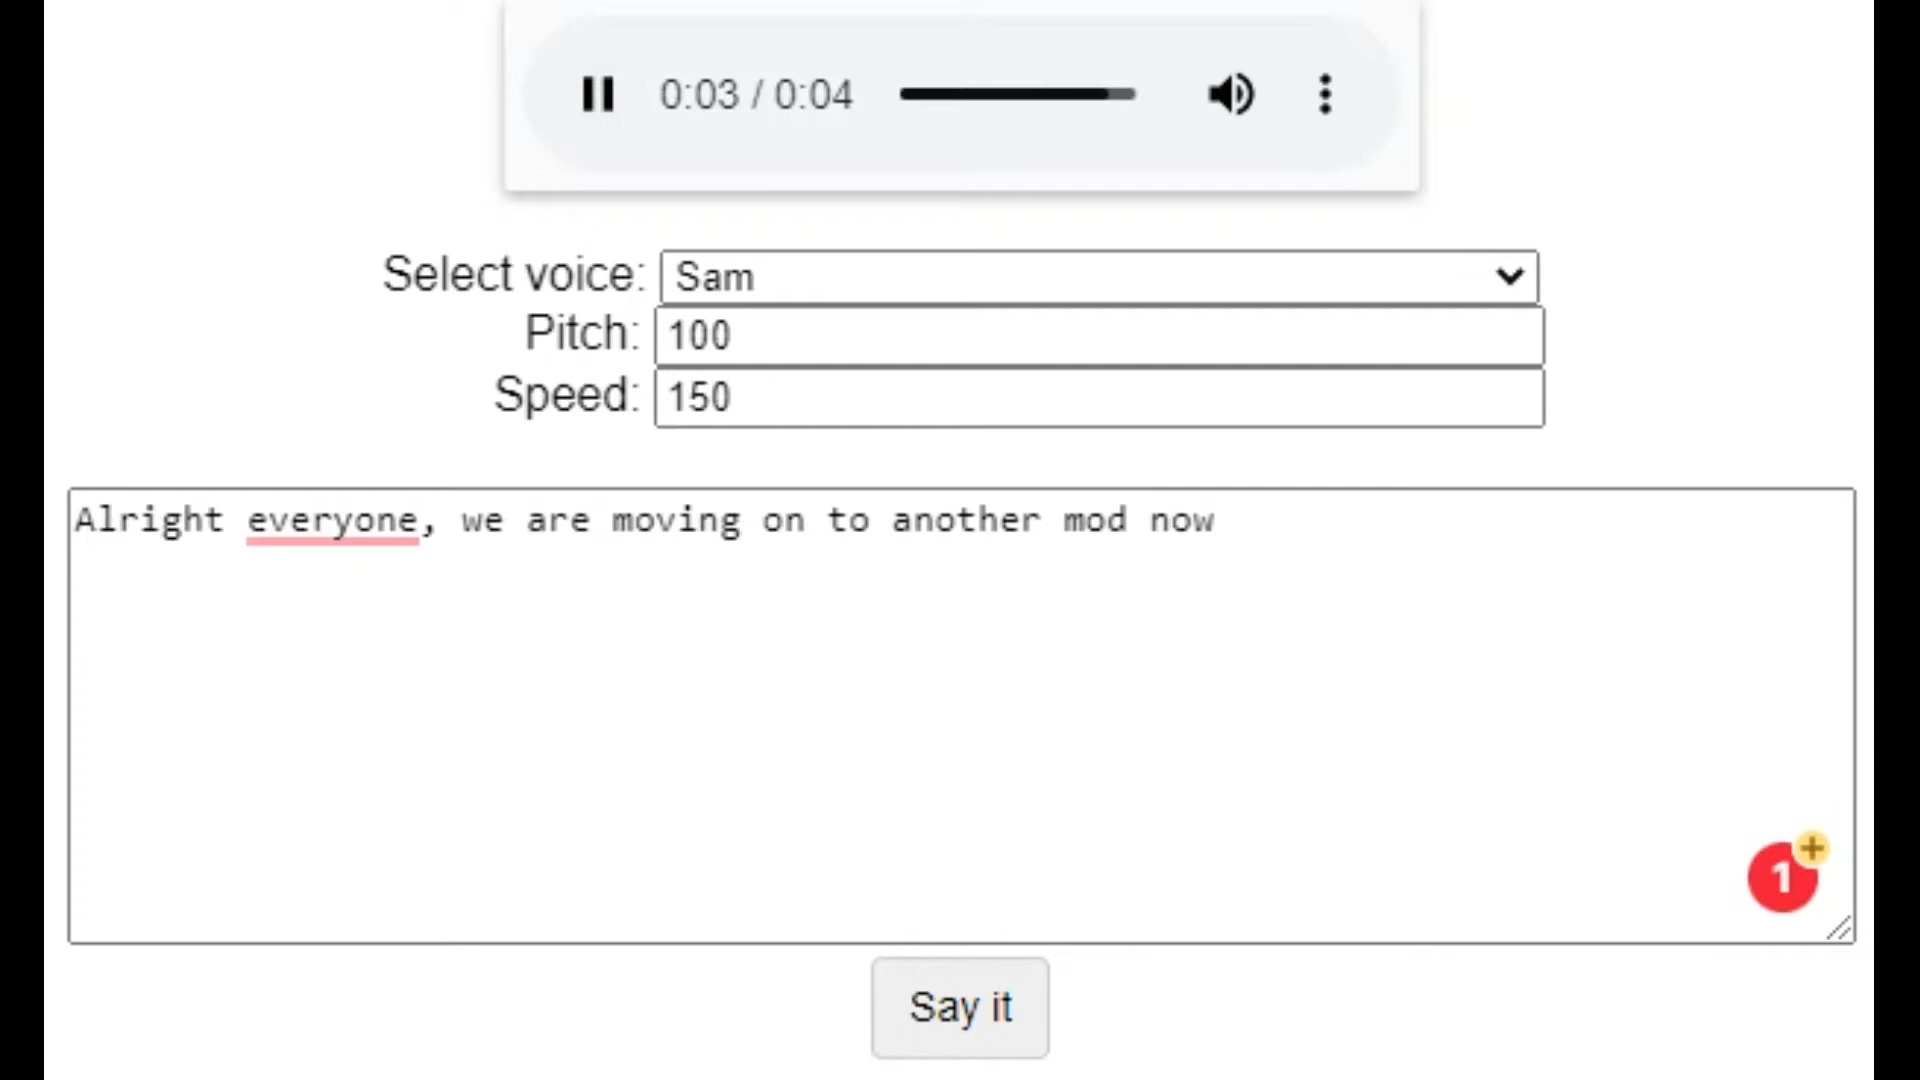 0:03 / 0:04
Select voice: Sam
Pitch: 100
Speed: 150
Alright everyone, we are moving on to another mod now
1
Say it